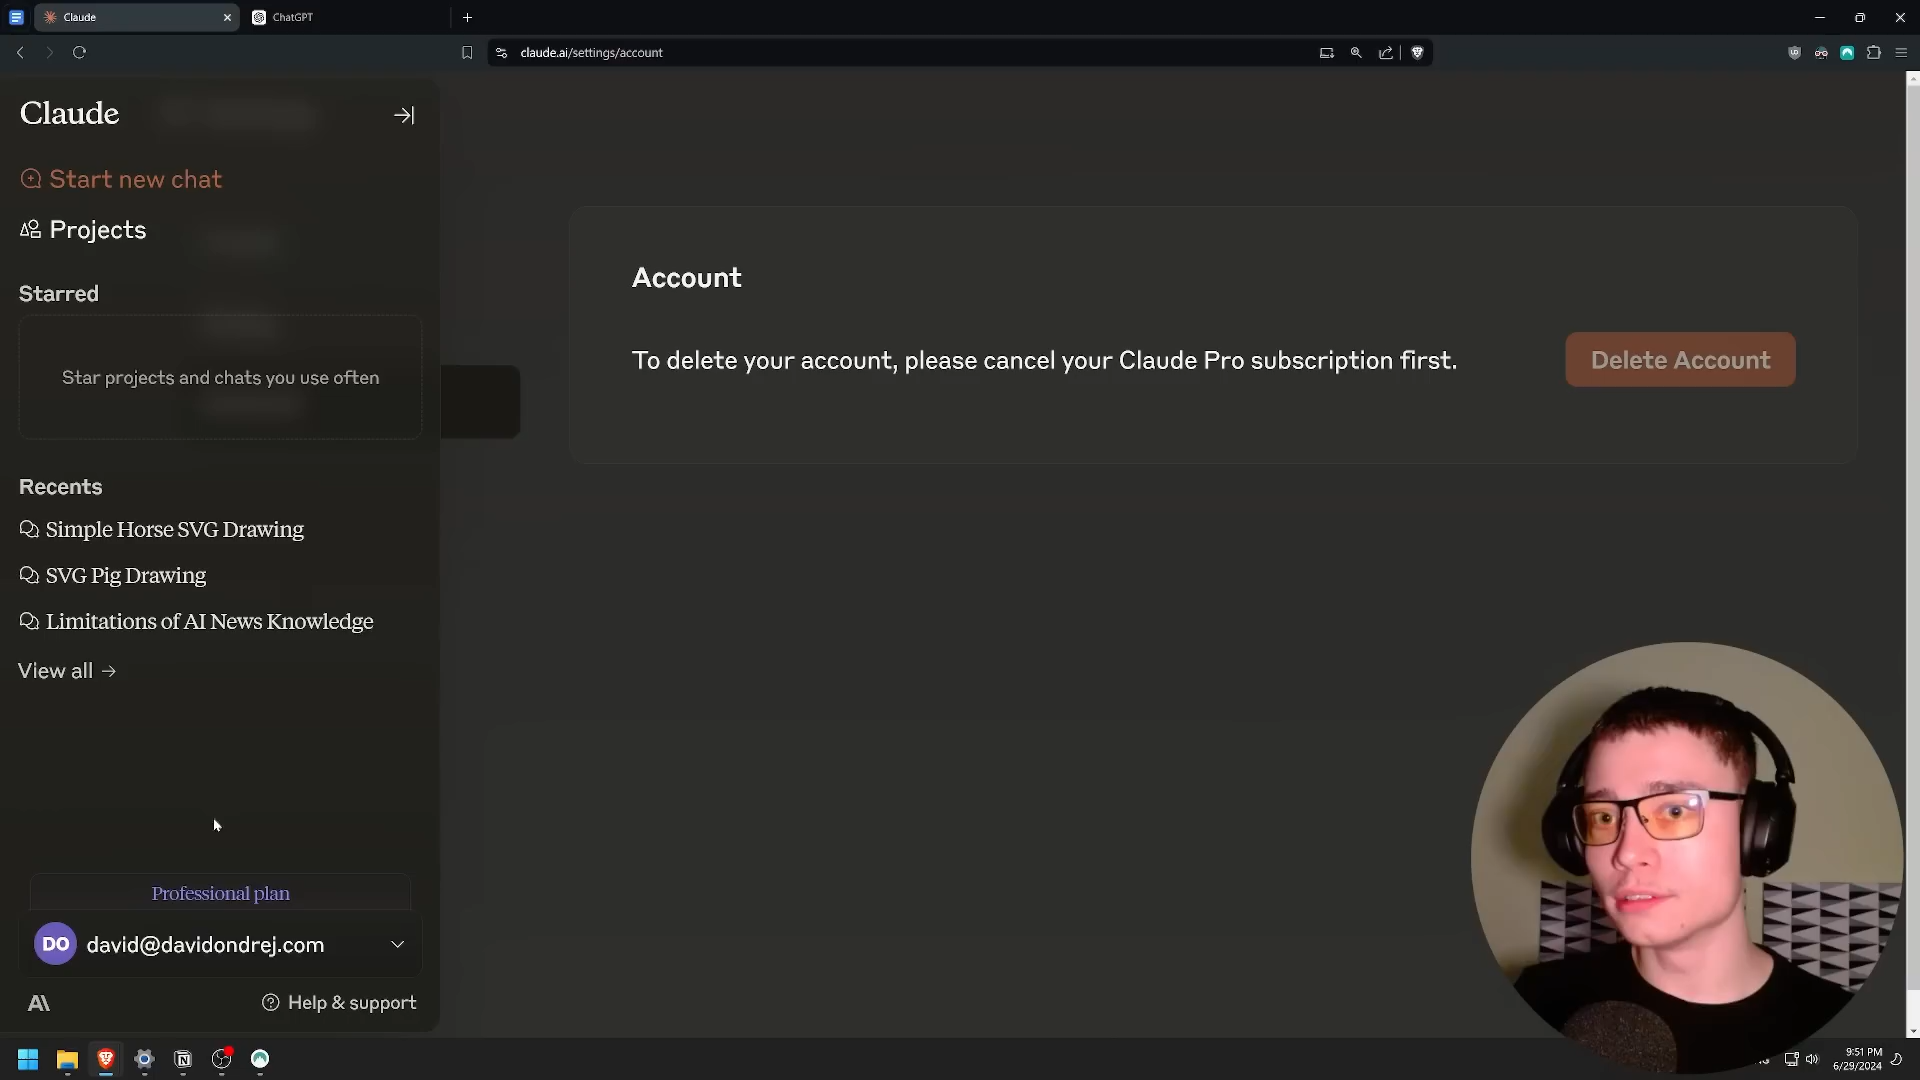 Claude
ChatGPT
claude.ai/settings/account
Claude
Start new chat
Projects
Starred
Star projects and chats you use often
Recents
Simple Horse SVG Drawing
SVG Pig Drawing
Limitations of AI News Knowledge
View all →
Professional plan
DO david@davidondrej.com
Help & support
Account
To delete your account, please cancel your Claude Pro subscription first.
Delete Account
9:51 PM
6/29/2024